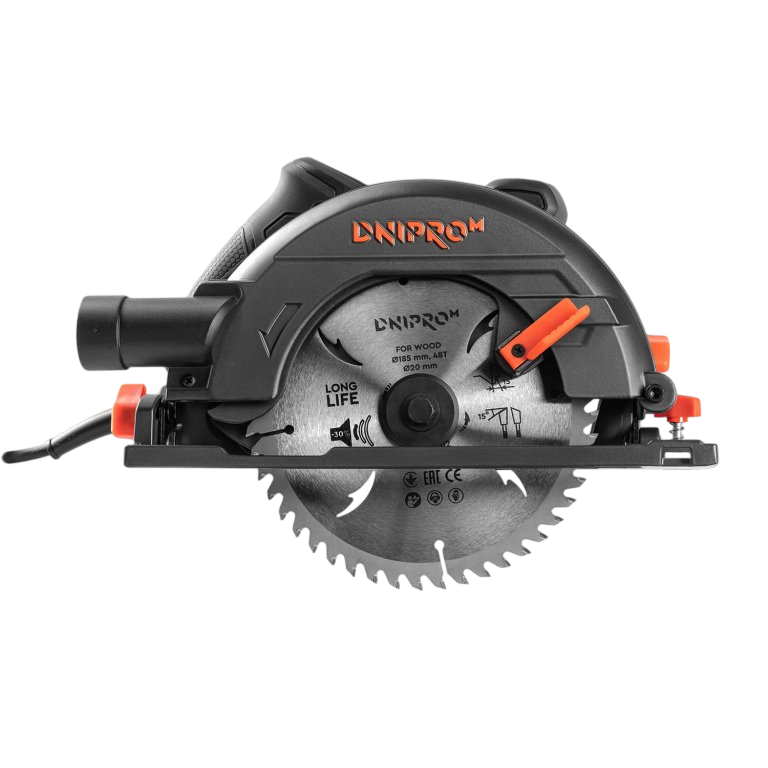 DNIPRO M
DNIPRO M
FOR WOOD
Ø185 mm, 48T
Ø20 mm
LONG
LIFE
15°
-30%
EAC CE